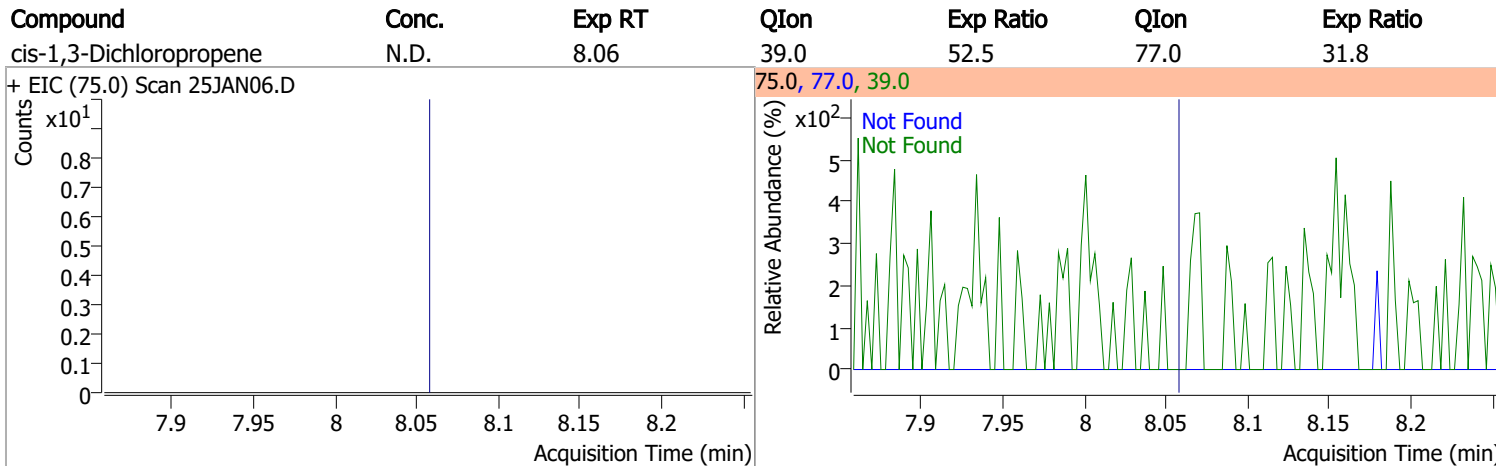 Compound Conc. Exp RT QIon Exp Ratio QIon Exp Ratio
cis-1,3-Dichloropropene N.D. 8.06 39.0 52.5 77.0 31.8
+ EIC (75.0) Scan 25JAN06.D
Counts
x10¹
0.8
0.7
0.6
0.5
0.4
0.3
0.2
0.1
0
7.9 7.95 8 8.05 8.1 8.15 8.2
Acquisition Time (min)
75.0, 77.0, 39.0
Relative Abundance (%)
x10²
Not Found
Not Found
5
4
3
2
1
0
7.9 7.95 8 8.05 8.1 8.15 8.2
Acquisition Time (min)